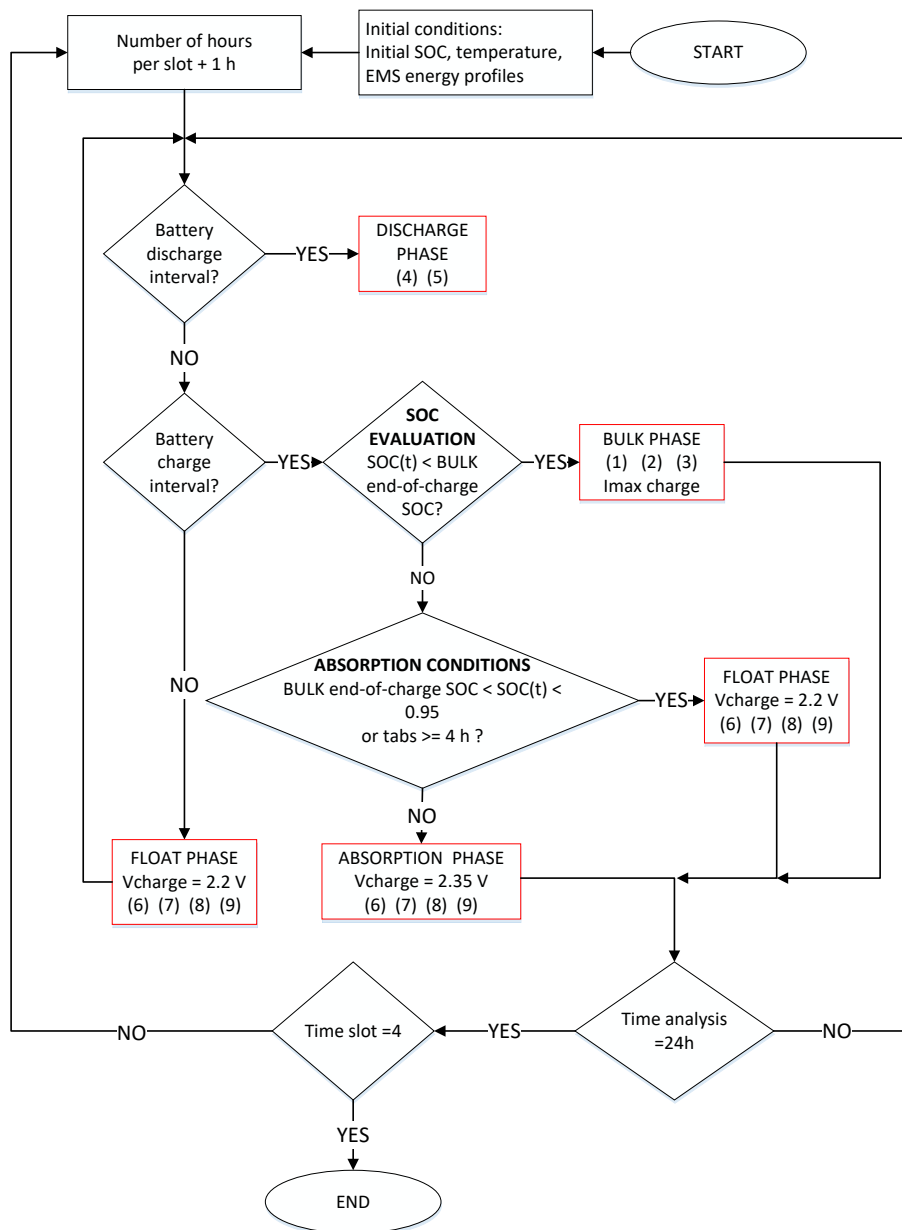 START
Initial conditions:
Initial SOC, temperature,
EMS energy profiles
Number of hours
per slot + 1 h
Battery
discharge
interval?
YES
DISCHARGE
PHASE
(4) (5)
NO
Battery
charge
interval?
YES
SOC
EVALUATION
SOC(t) < BULK
end-of-charge
SOC?
YES
BULK PHASE
(1) (2) (3)
Imax charge
NO
NO
ABSORPTION CONDITIONS
BULK end-of-charge SOC < SOC(t) <
0.95
or tabs >= 4 h ?
YES
FLOAT PHASE
Vcharge = 2.2 V
(6) (7) (8) (9)
NO
FLOAT PHASE
Vcharge = 2.2 V
(6) (7) (8) (9)
ABSORPTION PHASE
Vcharge = 2.35 V
(6) (7) (8) (9)
NO
Time slot =4
YES
Time analysis
=24h
NO
YES
END